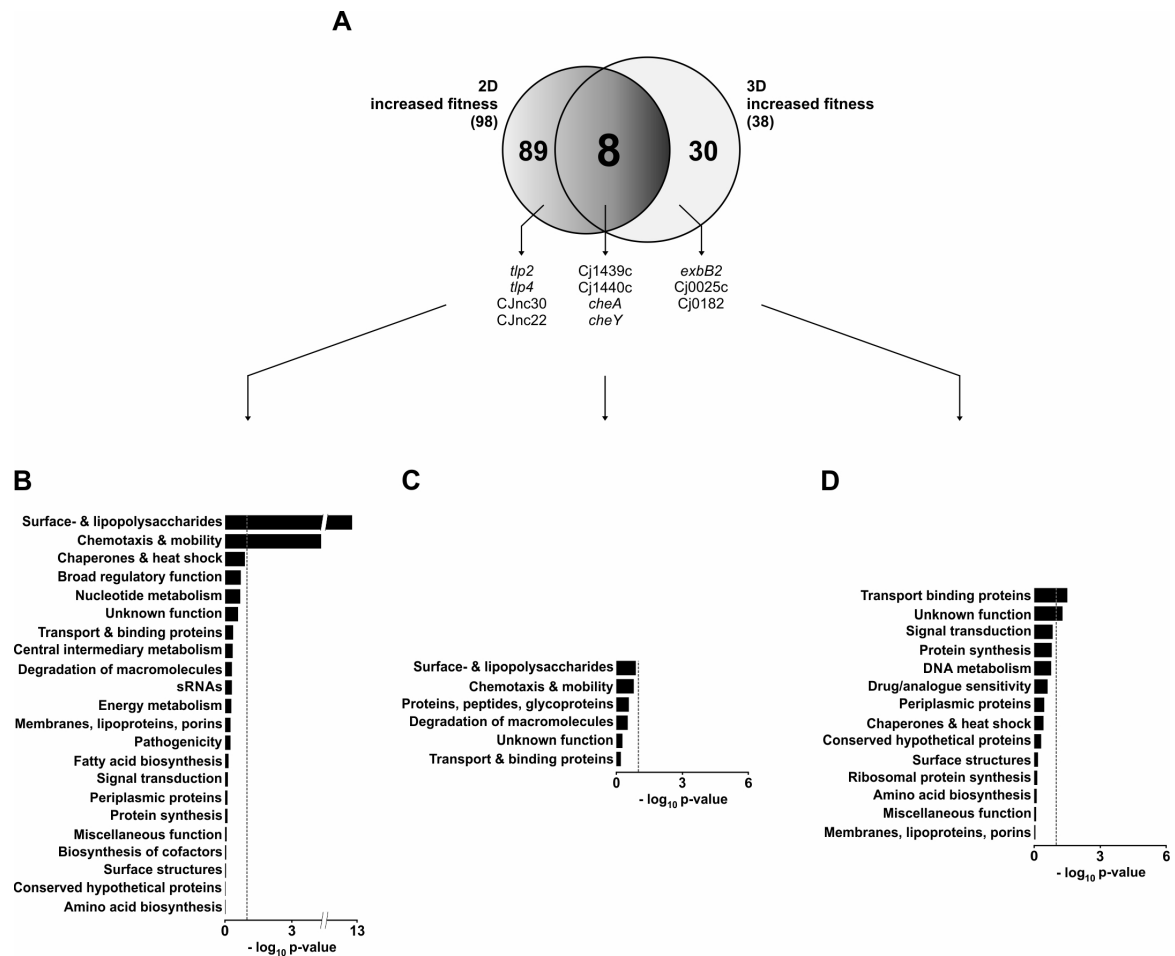 A
2D
increased fitness
(98)
3D
increased fitness
(38)
89
8
30
tlp2
tlp4
CJnc30
CJnc22
Cj1439c
Cj1440c
cheA
cheY
exbB2
Cj0025c
Cj0182
B
Surface- & lipopolysaccharides
Chemotaxis & mobility
Chaperones & heat shock
Broad regulatory function
Nucleotide metabolism
Unknown function
Transport & binding proteins
Central intermediary metabolism
Degradation of macromolecules
sRNAs
Energy metabolism
Membranes, lipoproteins, porins
Pathogenicity
Fatty acid biosynthesis
Signal transduction
Periplasmic proteins
Protein synthesis
Miscellaneous function
Biosynthesis of cofactors
Surface structures
Conserved hypothetical proteins
Amino acid biosynthesis
0 3 13
- log10 p-value
C
Surface- & lipopolysaccharides
Chemotaxis & mobility
Proteins, peptides, glycoproteins
Degradation of macromolecules
Unknown function
Transport & binding proteins
0 3 6
- log10 p-value
D
Transport binding proteins
Unknown function
Signal transduction
Protein synthesis
DNA metabolism
Drug/analogue sensitivity
Periplasmic proteins
Chaperones & heat shock
Conserved hypothetical proteins
Surface structures
Ribosomal protein synthesis
Amino acid biosynthesis
Miscellaneous function
Membranes, lipoproteins, porins
0 3 6
- log10 p-value